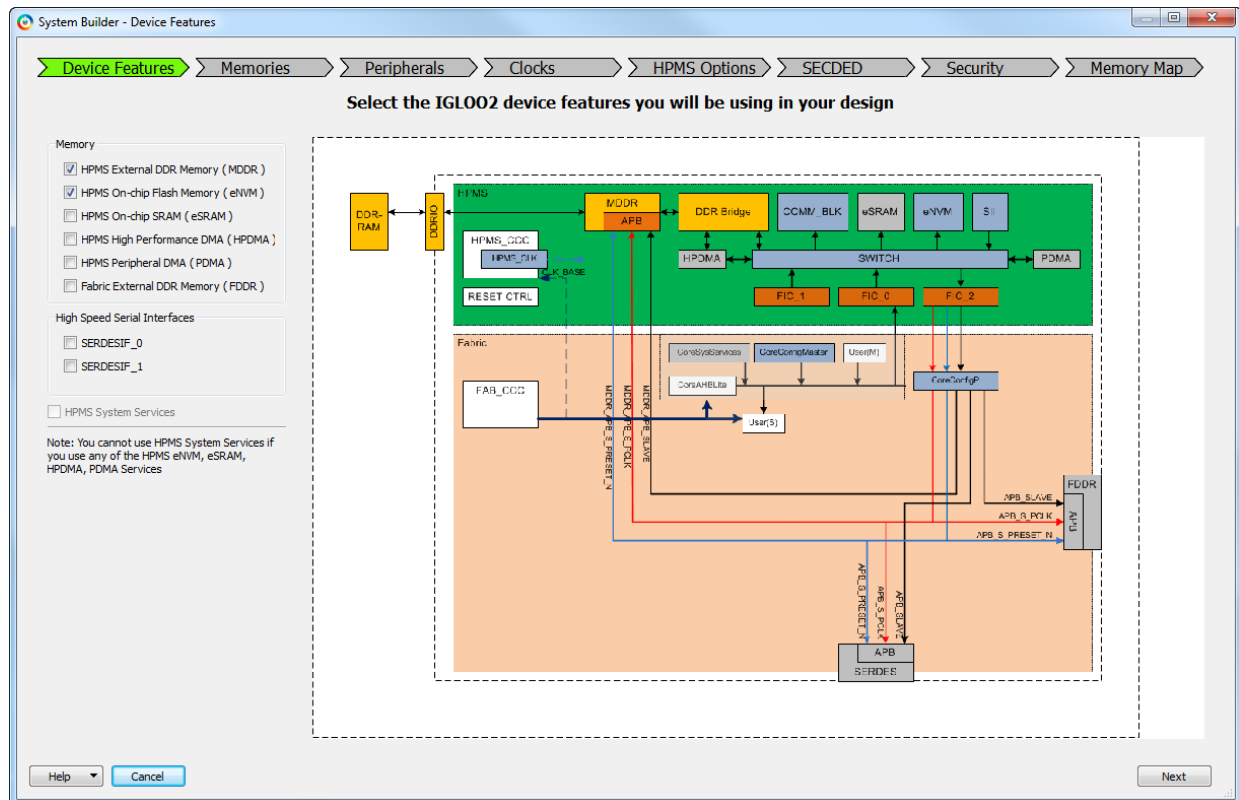 System Builder - Device Features
Device Features
Memories
Peripherals
Clocks
HPMS Options
SECDED
Security
Memory Map
Select the IGLOO2 device features you will be using in your design
Memory
HPMS External DDR Memory ( MDDR )
HPMS On-chip Flash Memory ( eNVM )
HPMS On-chip SRAM ( eSRAM )
HPMS High Performance DMA ( HPDMA )
HPMS Peripheral DMA ( PDMA )
Fabric External DDR Memory ( FDDR )
High Speed Serial Interfaces
SERDESIF_0
SERDESIF_1
HPMS System Services
Note: You cannot use HPMS System Services if
you use any of the HPMS eNVM, eSRAM,
HPDMA, PDMA Services
HPMS
DDR-
RAM
DDRIO
MDDR
APB
DDR Bridge
COMM_BLK
eSRAM
eNVM
SII
HPMS_CCC
HPMS_CLK
CLK_BASE
RESET CTRL
HPDMA
SWITCH
PDMA
FIC_1
FIC_0
FIC_2
Fabric
CoreSysServices
CoreConfigMaster
User(M)
CoreAHBLite
CoreConfigP
FAB_CCC
User(S)
MDDR_APB_S_PRESET_N
MDDR_APB_S_PCLK
MDDR_APB_SLAVE
FDDR
APB
APB_SLAVE
APB_S_PCLK
APB_S_PRESET_N
APB_S_PRESET_N
APB_S_PCLK
APB_SLAVE
APB
SERDES
Help
Cancel
Next